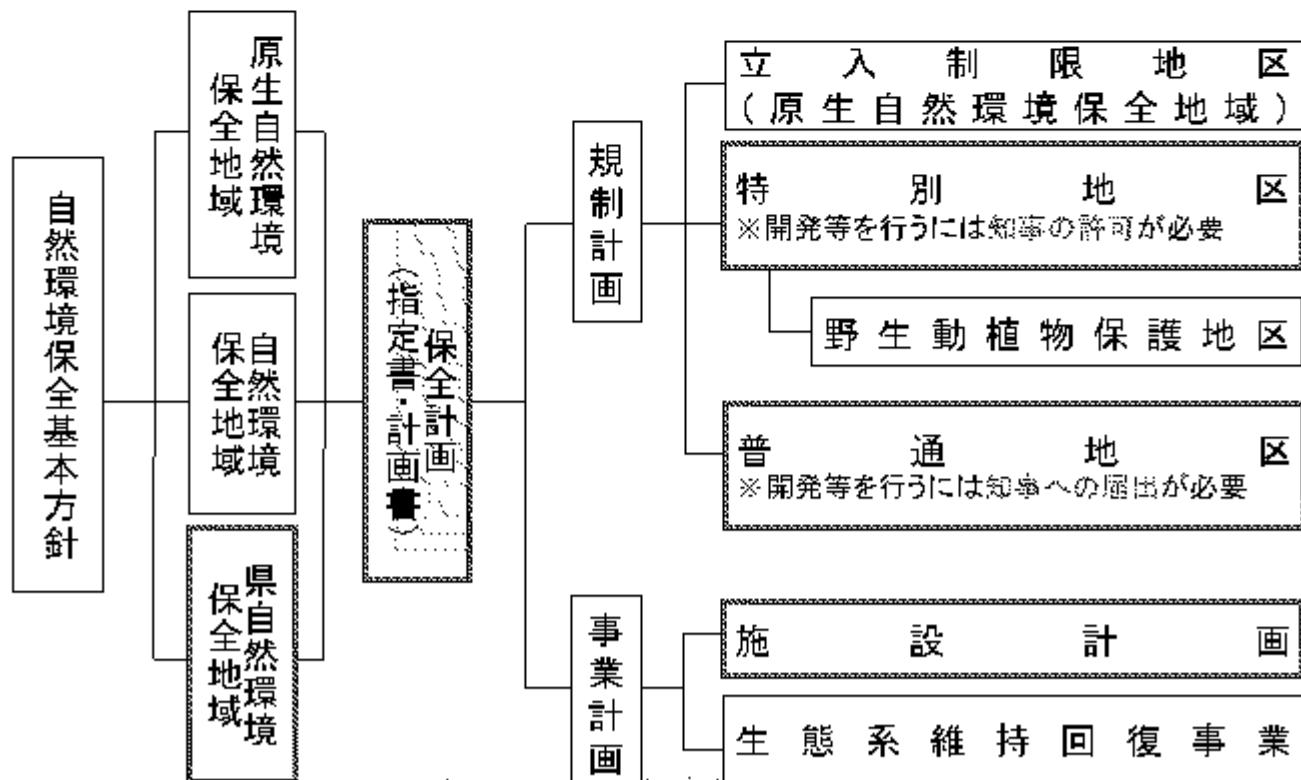 自然環境保全基本方針
原生自然環境
保全地域
自然環境
保全地域
県自然環境
保全地域
保全計画
(指定書・計画書)
規制計画
立入制限地区
(原生自然環境保全地域)
特別地区
※開発等を行うには知事の許可が必要
野生動植物保護地区
普通地区
※開発等を行うには知事への届出が必要
事業計画
施設計画
生態系維持回復事業